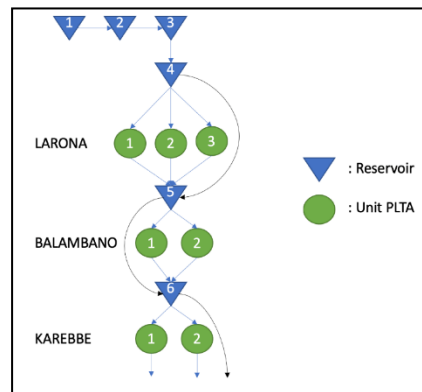 1 2 3
4
LARONA 1 2 3
: Reservoir
5
: Unit PLTA
BALAMBANO 1 2
6
KAREBBE 1 2